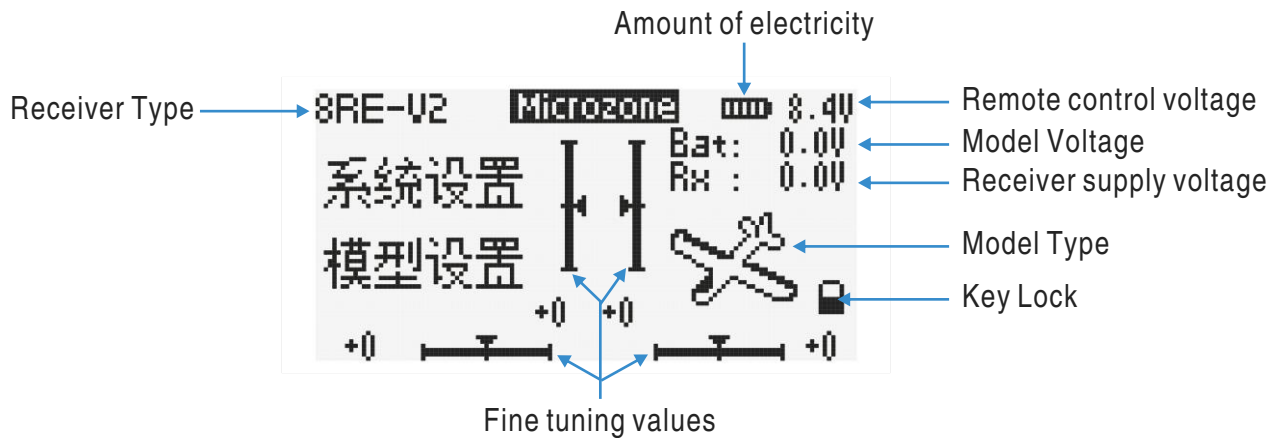 Amount of electricity
Receiver Type
8RE-V2 Microzone 8.4V
Remote control voltage
Bat: 0.0V
Model Voltage
Rx : 0.0V
Receiver supply voltage
系统设置
Model Type
模型设置
Key Lock
+0 +0
+0 +0
Fine tuning values